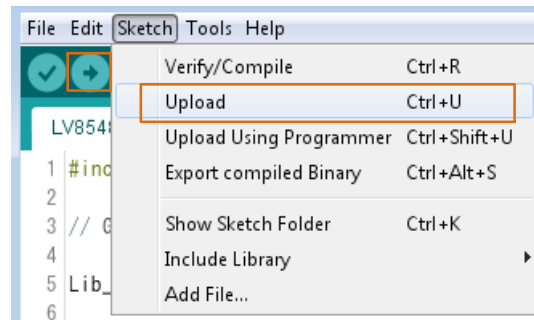 File Edit Sketch Tools Help
Verify/Compile Ctrl+R
Upload Ctrl+U
LV8548
Upload Using Programmer Ctrl+Shift+U
1 #inc
Export compiled Binary Ctrl+Alt+S
2
3 // G
Show Sketch Folder Ctrl+K
4
Include Library
5 Lib_
Add File...
6